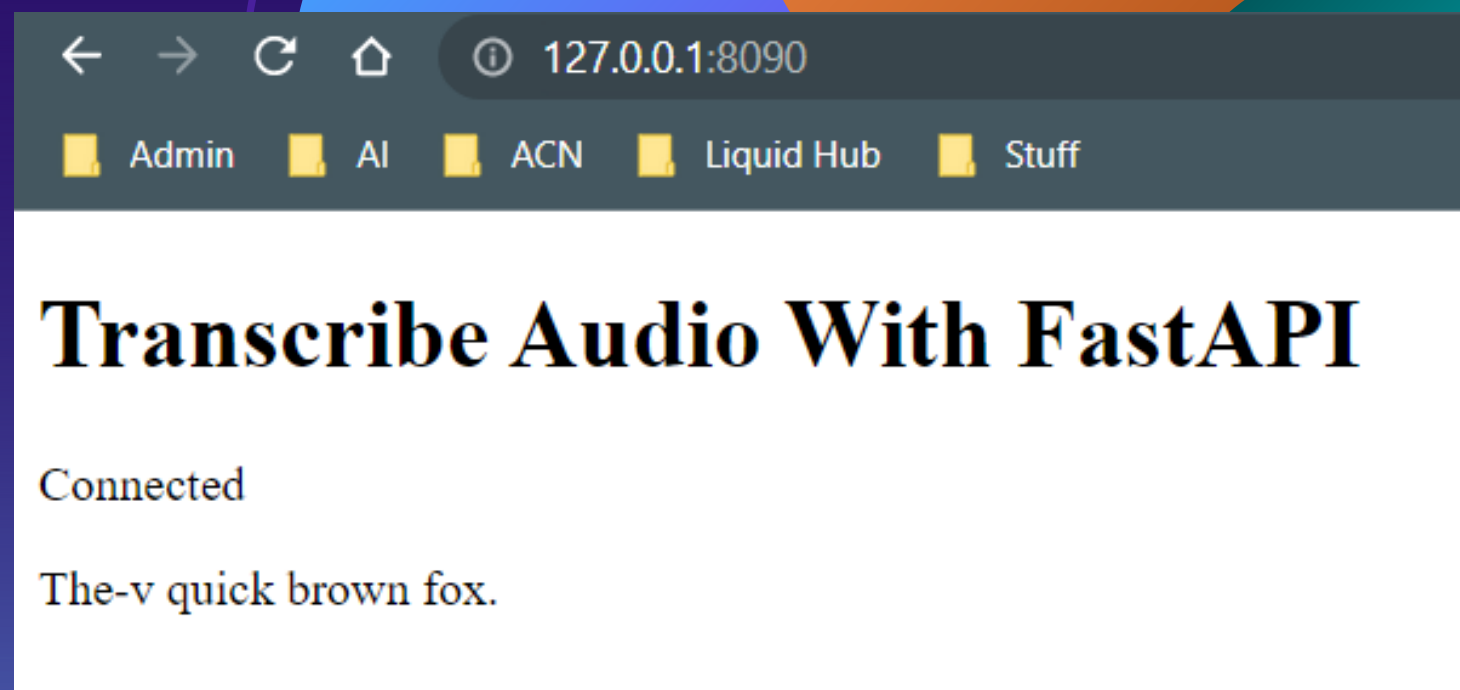 127.0.0.1:8090
Admin AI ACN Liquid Hub Stuff
Transcribe Audio With FastAPI
Connected
The-v quick brown fox.